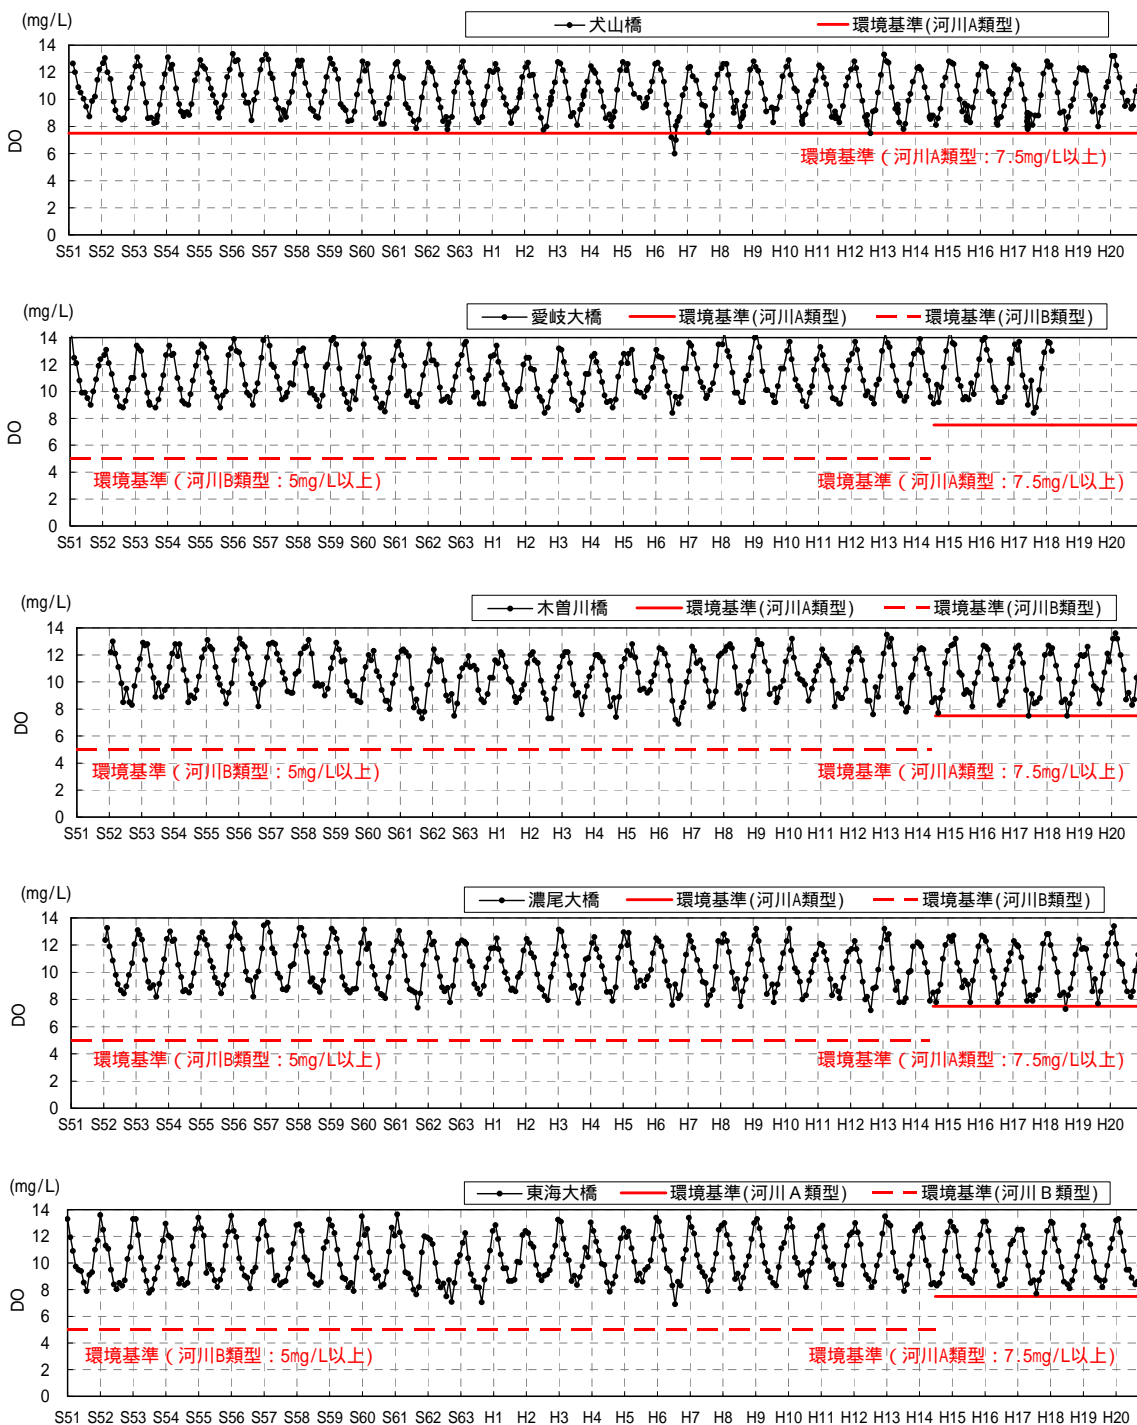 (mg/L)
犬山橋 環境基準(河川A類型)
14
12
10
8
6
4
2
0
DO
環境基準(河川A類型:7.5mg/L以上)
S51 S52 S53 S54 S55 S56 S57 S58 S59 S60 S61 S62 S63 H1 H2 H3 H4 H5 H6 H7 H8 H9 H10 H11 H12 H13 H14 H15 H16 H17 H18 H19 H20
(mg/L)
愛岐大橋 環境基準(河川A類型) 環境基準(河川B類型)
14
12
10
8
6
4
2
0
DO
環境基準(河川B類型:5mg/L以上) 環境基準(河川A類型:7.5mg/L以上)
S51 S52 S53 S54 S55 S56 S57 S58 S59 S60 S61 S62 S63 H1 H2 H3 H4 H5 H6 H7 H8 H9 H10 H11 H12 H13 H14 H15 H16 H17 H18 H19 H20
(mg/L)
木曽川橋 環境基準(河川A類型) 環境基準(河川B類型)
14
12
10
8
6
4
2
0
DO
環境基準(河川B類型:5mg/L以上) 環境基準(河川A類型:7.5mg/L以上)
S51 S52 S53 S54 S55 S56 S57 S58 S59 S60 S61 S62 S63 H1 H2 H3 H4 H5 H6 H7 H8 H9 H10 H11 H12 H13 H14 H15 H16 H17 H18 H19 H20
(mg/L)
濃尾大橋 環境基準(河川A類型) 環境基準(河川B類型)
14
12
10
8
6
4
2
0
DO
環境基準(河川B類型:5mg/L以上) 環境基準(河川A類型:7.5mg/L以上)
S51 S52 S53 S54 S55 S56 S57 S58 S59 S60 S61 S62 S63 H1 H2 H3 H4 H5 H6 H7 H8 H9 H10 H11 H12 H13 H14 H15 H16 H17 H18 H19 H20
(mg/L)
東海大橋 環境基準(河川A類型) 環境基準(河川B類型)
14
12
10
8
6
4
2
0
DO
環境基準(河川B類型:5mg/L以上) 環境基準(河川A類型:7.5mg/L以上)
S51 S52 S53 S54 S55 S56 S57 S58 S59 S60 S61 S62 S63 H1 H2 H3 H4 H5 H6 H7 H8 H9 H10 H11 H12 H13 H14 H15 H16 H17 H18 H19 H20